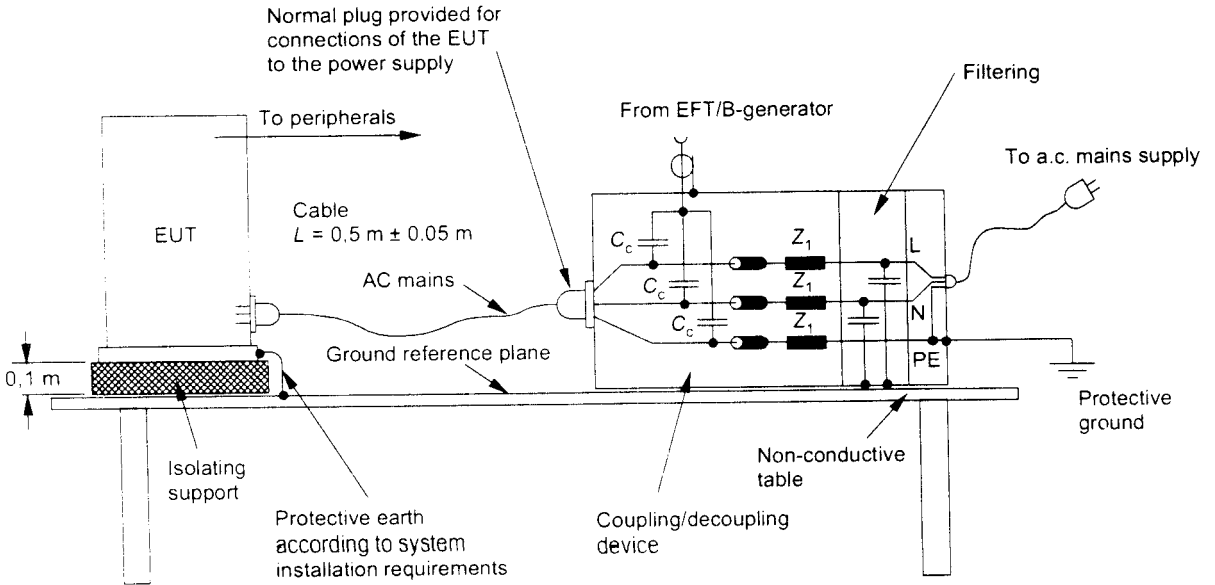 Normal plug provided for
connections of the EUT
to the power supply
Filtering
To peripherals
From EFT/B-generator
To a.c. mains supply
Cable
L = 0,5 m ± 0.05 m
EUT
AC mains
C_c
C_c
C_c
Z_1
Z_1
Z_1
L
N
PE
Ground reference plane
0,1 m
Protective
ground
Isolating
support
Non-conductive
table
Protective earth
according to system
installation requirements
Coupling/decoupling
device